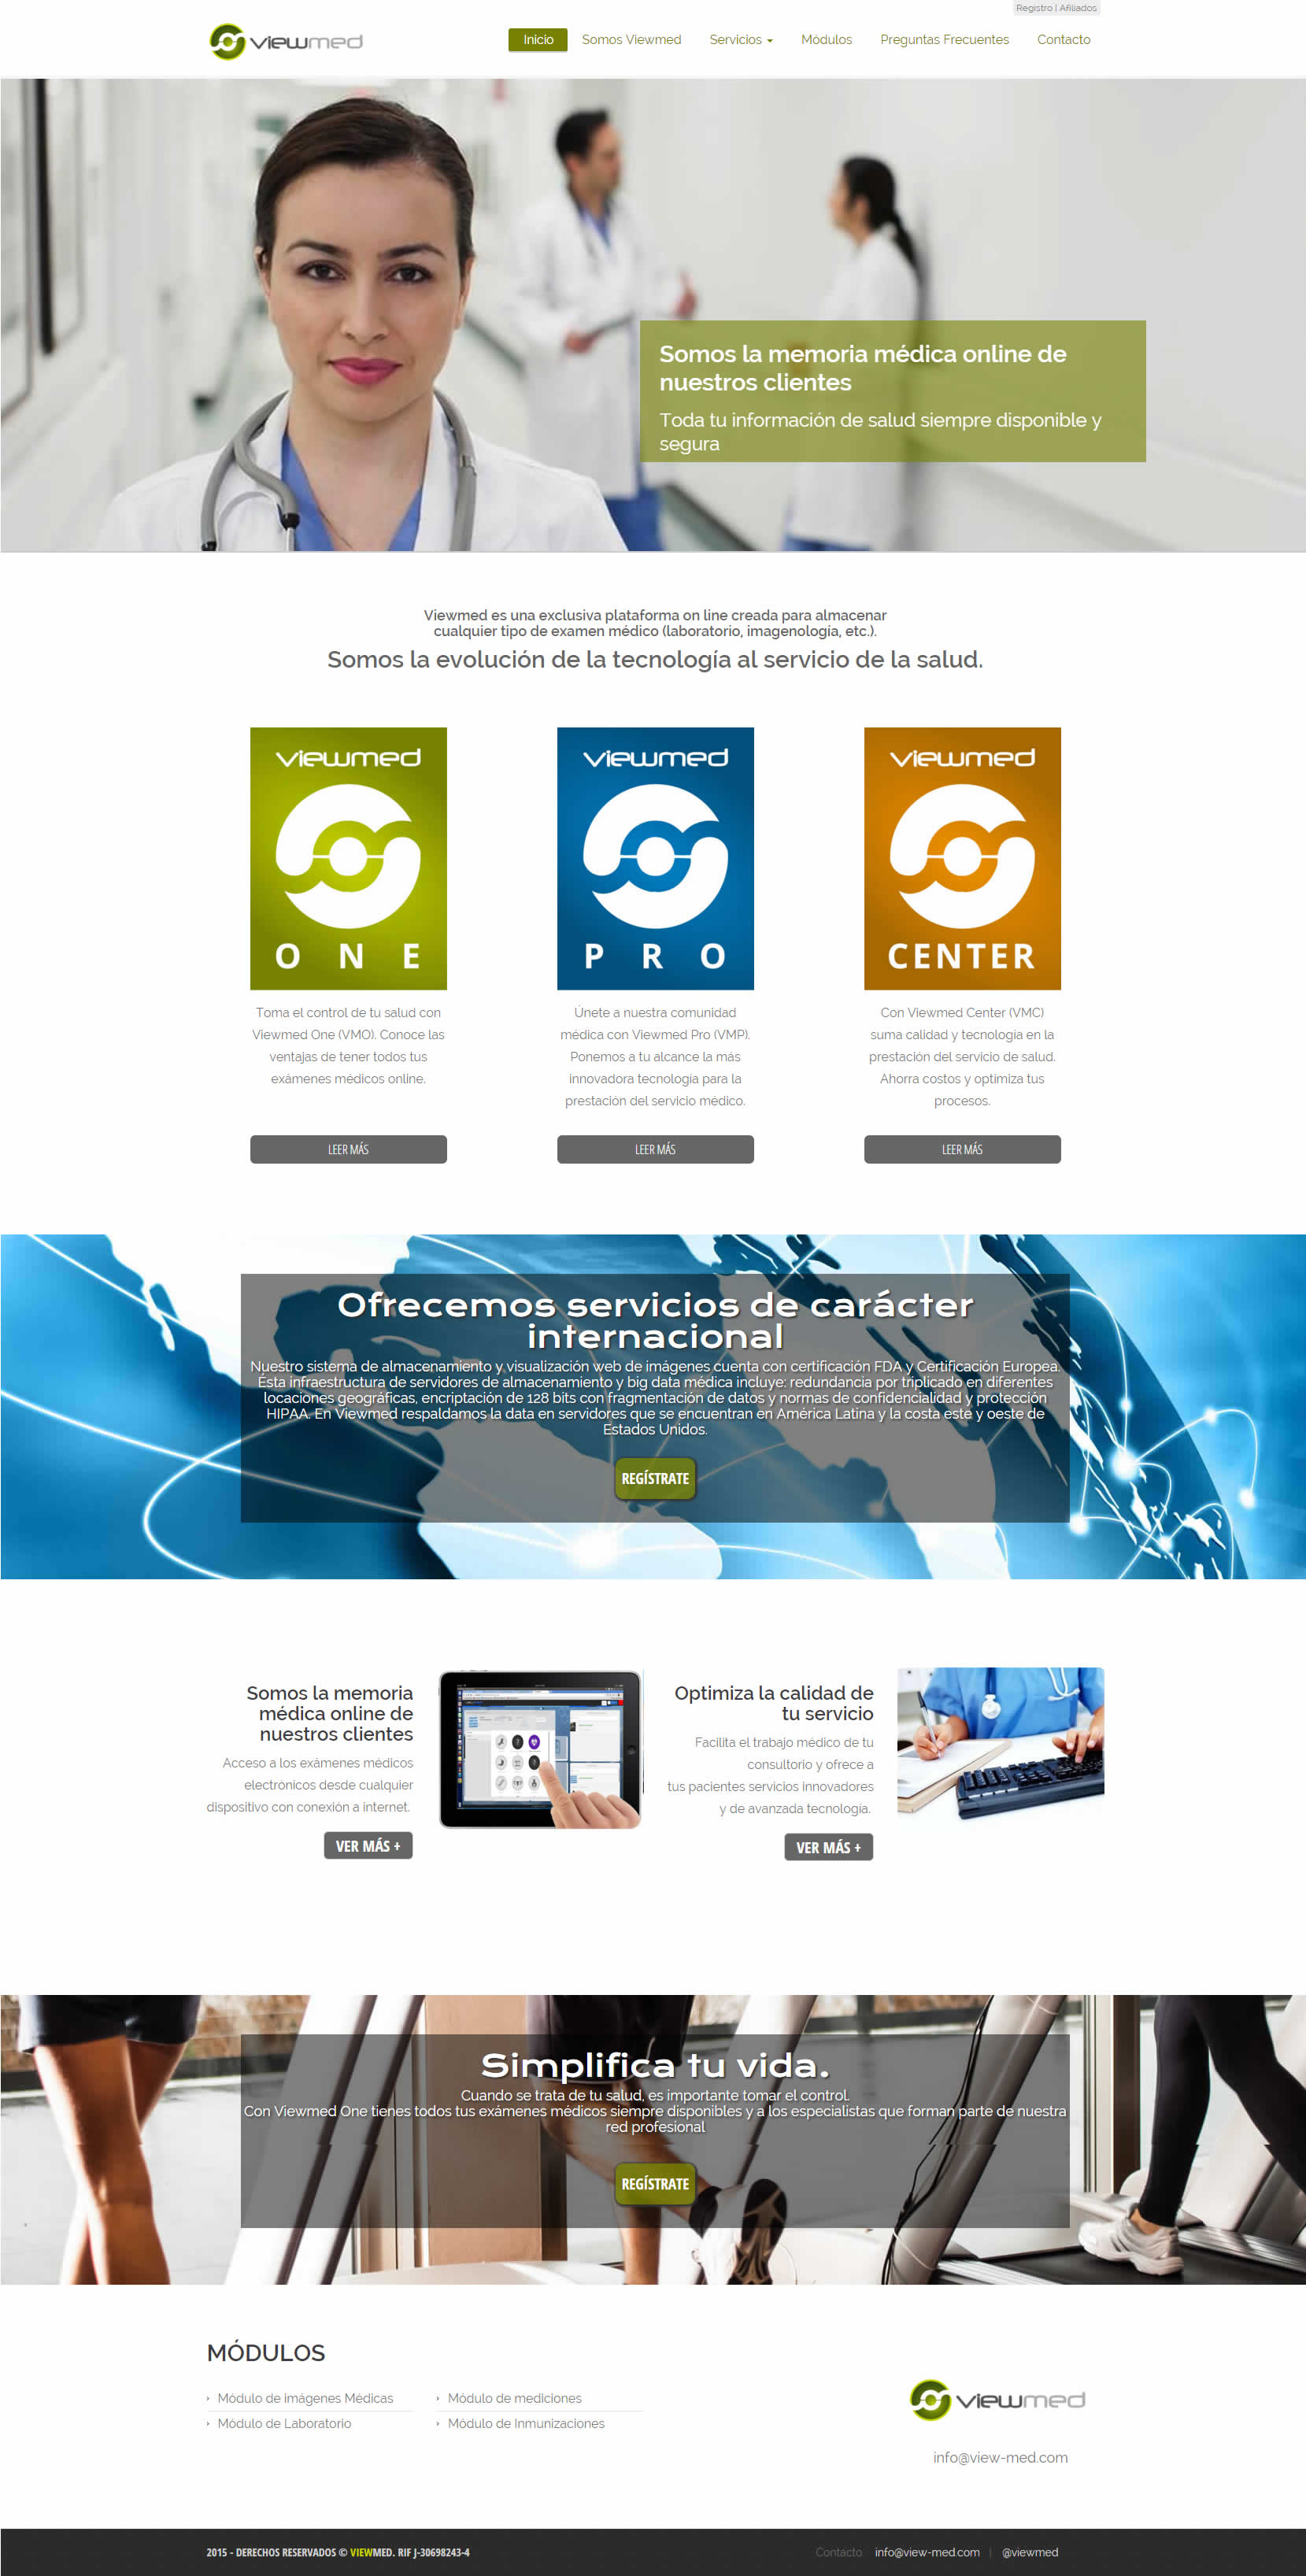 Registro | Afiliados
viewmed
Inicio Somos Viewmed Servicios Módulos Preguntas Frecuentes Contacto
Somos la memoria médica online de
nuestros clientes
Toda tu información de salud siempre disponible y
segura
Viewmed es una exclusiva plataforma on line creada para almacenar
cualquier tipo de examen médico (laboratorio, imagenología, etc.).
Somos la evolución de la tecnología al servicio de la salud.
viewmed
ONE
Toma el control de tu salud con
Viewmed One (VMO). Conoce las
ventajas de tener todos tus
exámenes médicos online.
LEER MÁS
viewmed
PRO
Únete a nuestra comunidad
médica con Viewmed Pro (VMP).
Ponemos a tu alcance la más
innovadora tecnología para la
prestación del servicio médico.
LEER MÁS
viewmed
CENTER
Con Viewmed Center (VMC)
suma calidad y tecnología en la
prestación del servicio de salud.
Ahorra costos y optimiza tus
procesos.
LEER MÁS
Ofrecemos servicios de carácter
internacional
Nuestro sistema de almacenamiento y visualización web de imágenes cuenta con certificación FDA y Certificación Europea.
Ésta infraestructura de servidores de almacenamiento y big data médica incluye: redundancia por triplicado en diferentes
locaciónes geográficas, encriptación de 128 bits con fragmentación de datos y normas de confidencialidad y protección
HIPAA. En Viewmed respaldamos la data en servidores que se encuentran en América Latina y la costa este y oeste de
Estados Unidos.
REGÍSTRATE
Somos la memoria
médica online de
nuestros clientes
Acceso a los exámenes médicos
electrónicos desde cualquier
dispositivo con conexión a internet.
VER MÁS +
Optimiza la calidad de
tu servicio
Facilita el trabajo médico de tu
consultorio y ofrece a
tus pacientes servicios innovadores
y de avanzada tecnología.
VER MÁS +
Simplifica tu vida.
Cuando se trata de tu salud, es importante tomar el control.
Con Viewmed One tienes todos tus exámenes médicos siempre disponibles y a los especialistas que forman parte de nuestra
red profesional
REGÍSTRATE
MÓDULOS
Módulo de imágenes Médicas
Módulo de Laboratorio
Módulo de mediciones
Módulo de Inmunizaciones
viewmed
info@view-med.com
2015 - DERECHOS RESERVADOS © VIEWMED. RIF J-30698243-4
Contacto info@view-med.com | @viewmed